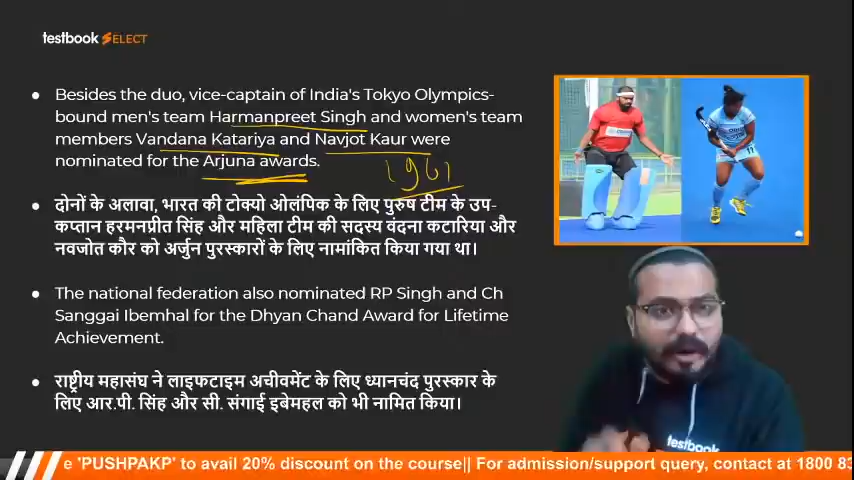 testbook SELECT
Besides the duo, vice-captain of India's Tyoko Olympics-
bound men's team Harmanpreet Singh and women's team
members Vandana Katariya and Navjot Kaur were
nominated for the Arjuna awards.
1961
दोनों के अलावा, भारत की टोक्यो ओलंपिक के लिए पुरुष टीम के उप-
कप्तान हरमनप्रीत सिंह और महिला टीम की सदस्य वंदना कटारिया और
नवजोत कौर को अर्जुन पुरस्कारों के लिए नामांकित किया गया था।
The national federation also nominated RP Singh and Ch
Sanggai Ibemhal for the Dhyan Chand Award for Lifetime
Achievement.
राष्ट्रीय महासंघ ने लाइफटाइम अचीवमेंट के लिए ध्यानचंद पुरस्कार के
लिए आर.पी. सिंह और सी. संगाई इबेमहल को भी नामित किया।
testbook
e 'PUSHPAKP' to avail 20% discount on the course|| For admission/support query, contact at 1800 83